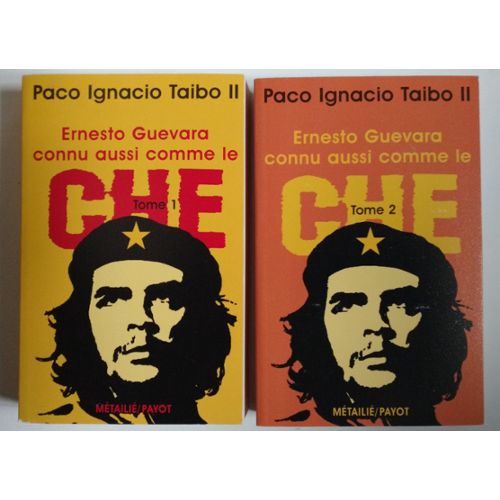 Paco Ignacio Taibo II
Ernesto Guevara
connu aussi comme le
CHE
Tome 1
MÉTAILIÉ/PAYOT
Paco Ignacio Taibo II
Ernesto Guevara
connu aussi comme le
CHE
Tome 2
MÉTAILIÉ/PAYOT